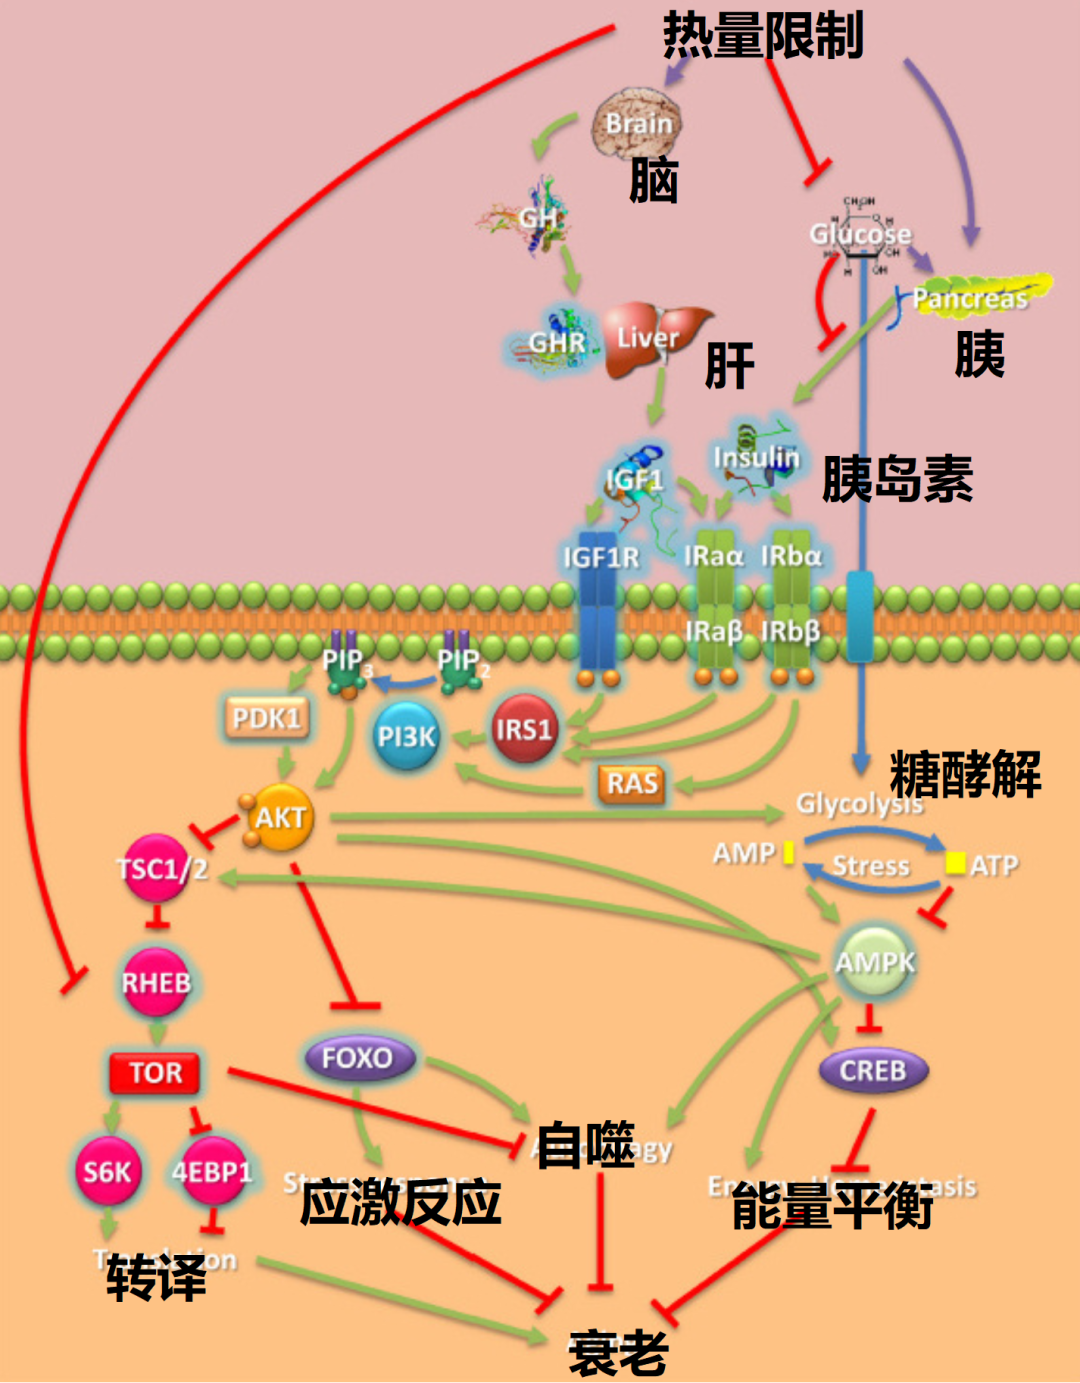 热量限制
Brain
脑
GH
Glucose
Pancreas
胰
GHR
Liver
肝
Insulin
胰岛素
IGF1
IGF1R
IRaα
IRbα
IRaβ
IRbβ
PIP3
PIP2
PDK1
PI3K
IRS1
RAS
糖酵解
Glycolysis
AKT
AMP
Stress
ATP
TSC1/2
AMPK
RHEB
FOXO
CREB
TOR
自噬
S6K
4EBP1
应激反应
能量平衡
转译
衰老